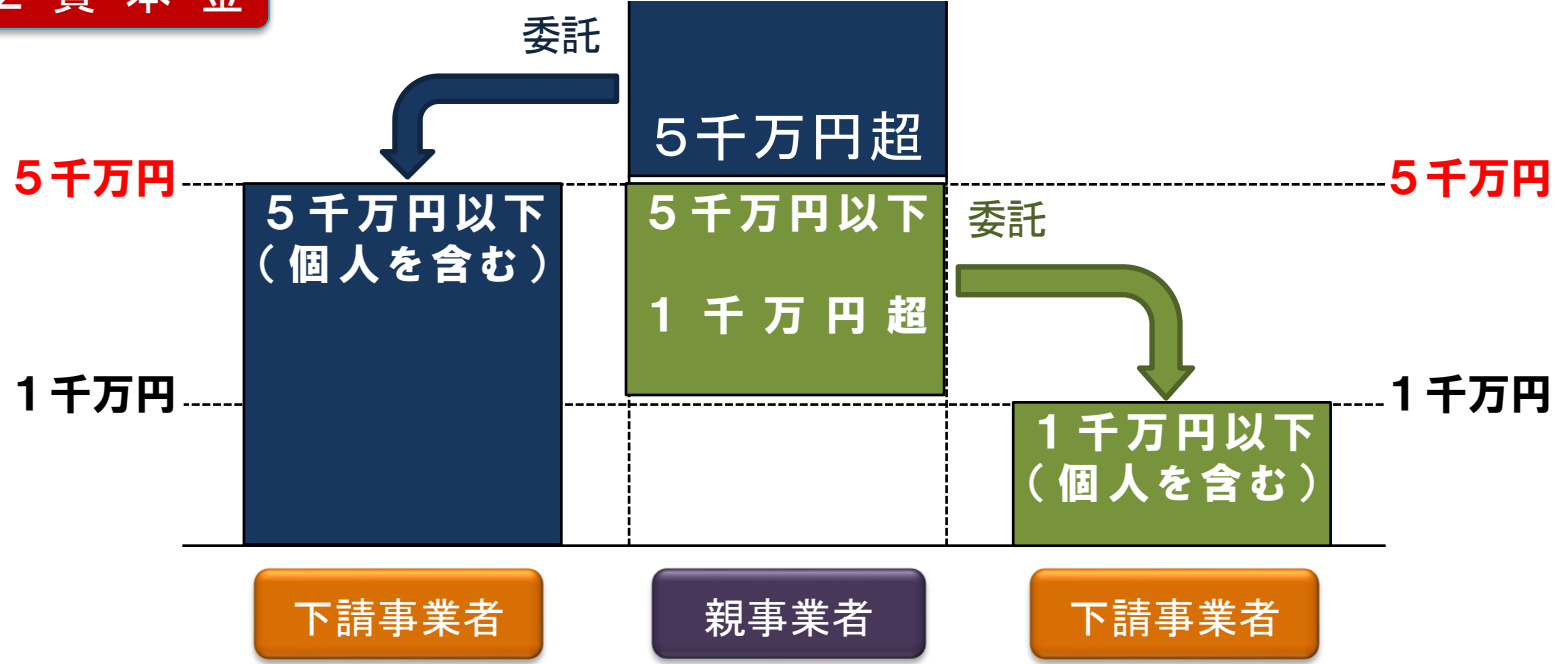 資本金
委託
5千万円超
5千万円
5千万円
5千万円以下
(個人を含む)
5千万円以下
1千万円超
委託
1千万円
1千万円
1千万円以下
(個人を含む)
下請事業者
親事業者
下請事業者